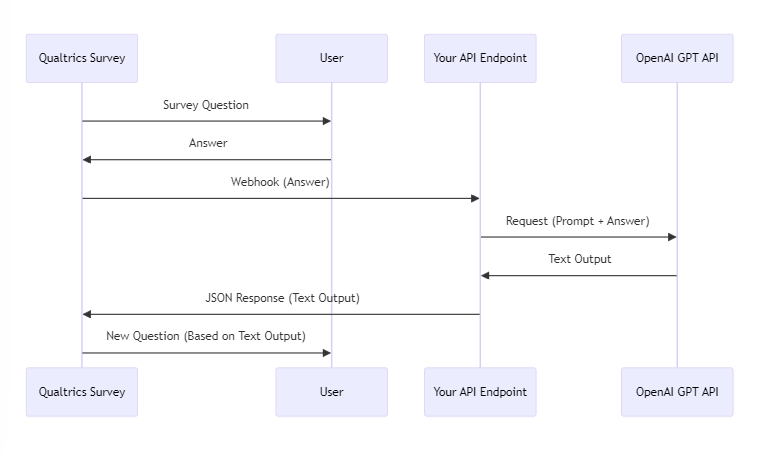 Qualtrics Survey
User
Your API Endpoint
OpenAI GPT API
Survey Question
Answer
Webhook (Answer)
Request (Prompt + Answer)
Text Output
JSON Response (Text Output)
New Question (Based on Text Output)
Qualtrics Survey
User
Your API Endpoint
OpenAI GPT API